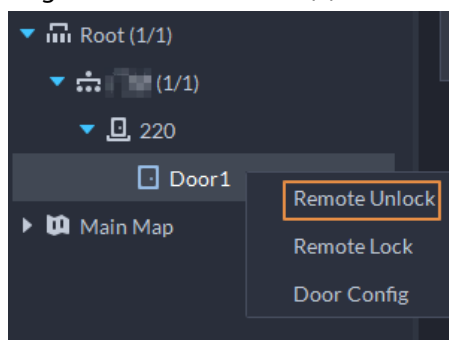 Root (1/1)
(1/1)
220
Door1
Remote Unlock
Main Map
Remote Lock
Door Config